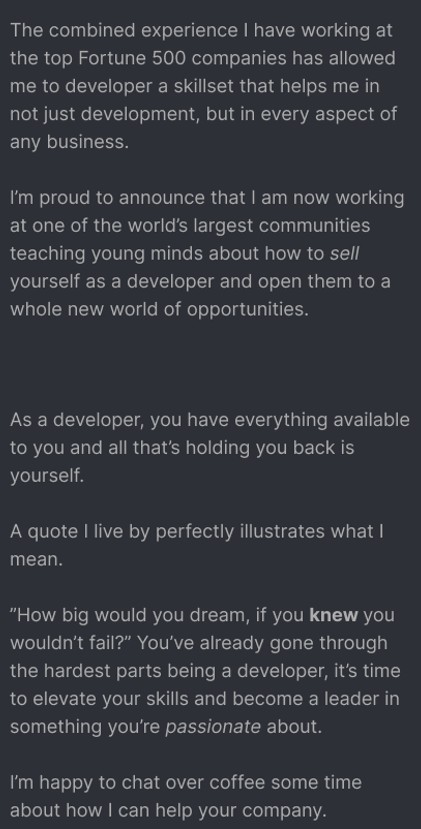 The combined experience I have working at
the top Fortune 500 companies has allowed
me to developer a skillset that helps me in
not just development, but in every aspect of
any business.
I’m proud to announce that I am now working
at one of the world’s largest communities
teaching young minds about how to sell
yourself as a developer and open them to a
whole new world of opportunities.
As a developer, you have everything available
to you and all that’s holding you back is
yourself.
A quote I live by perfectly illustrates what I
mean.
”How big would you dream, if you knew you
wouldn’t fail?” You’ve already gone through
the hardest parts being a developer, it’s time
to elevate your skills and become a leader in
something you’re passionate about.
I’m happy to chat over coffee some time
about how I can help your company.